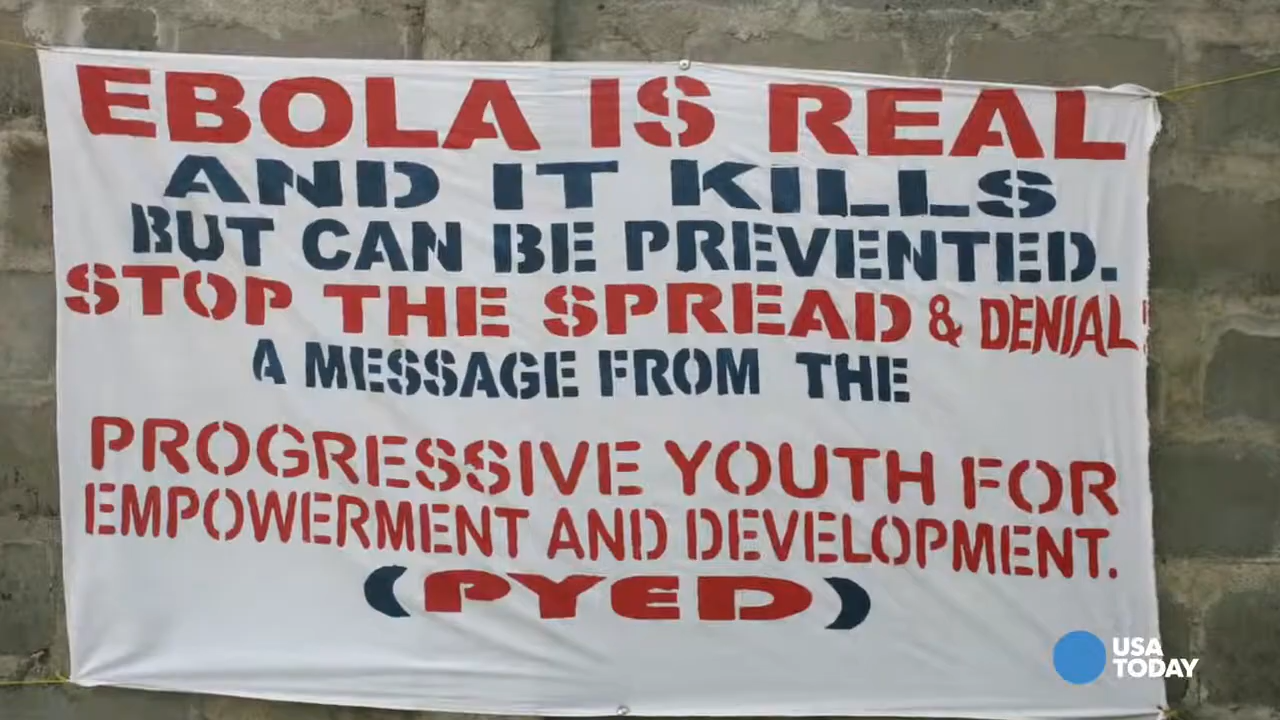 EBOLA IS REAL
AND IT KILLS
BUT CAN BE PREVENTED.
STOP THE SPREAD & DENIAL!
A MESSAGE FROM THE
PROGRESSIVE YOUTH FOR
EMPOWERMENT AND DEVELOPMENT.
(PYED)
USA
TODAY